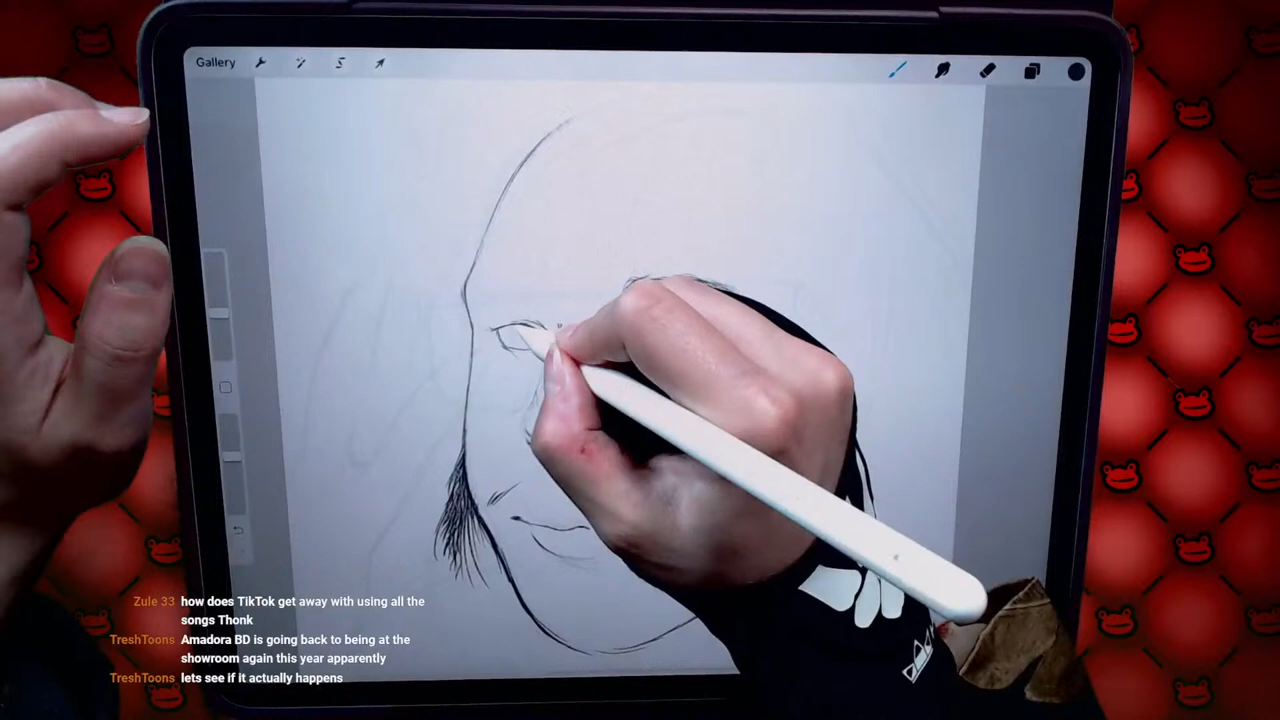 Gallery
Zule 33 how does TikTok get away with using all the
songs Thonk
TreshToons Amadora BD is going back to being at the
showroom again this year apparently
TreshToons lets see if it actually happens